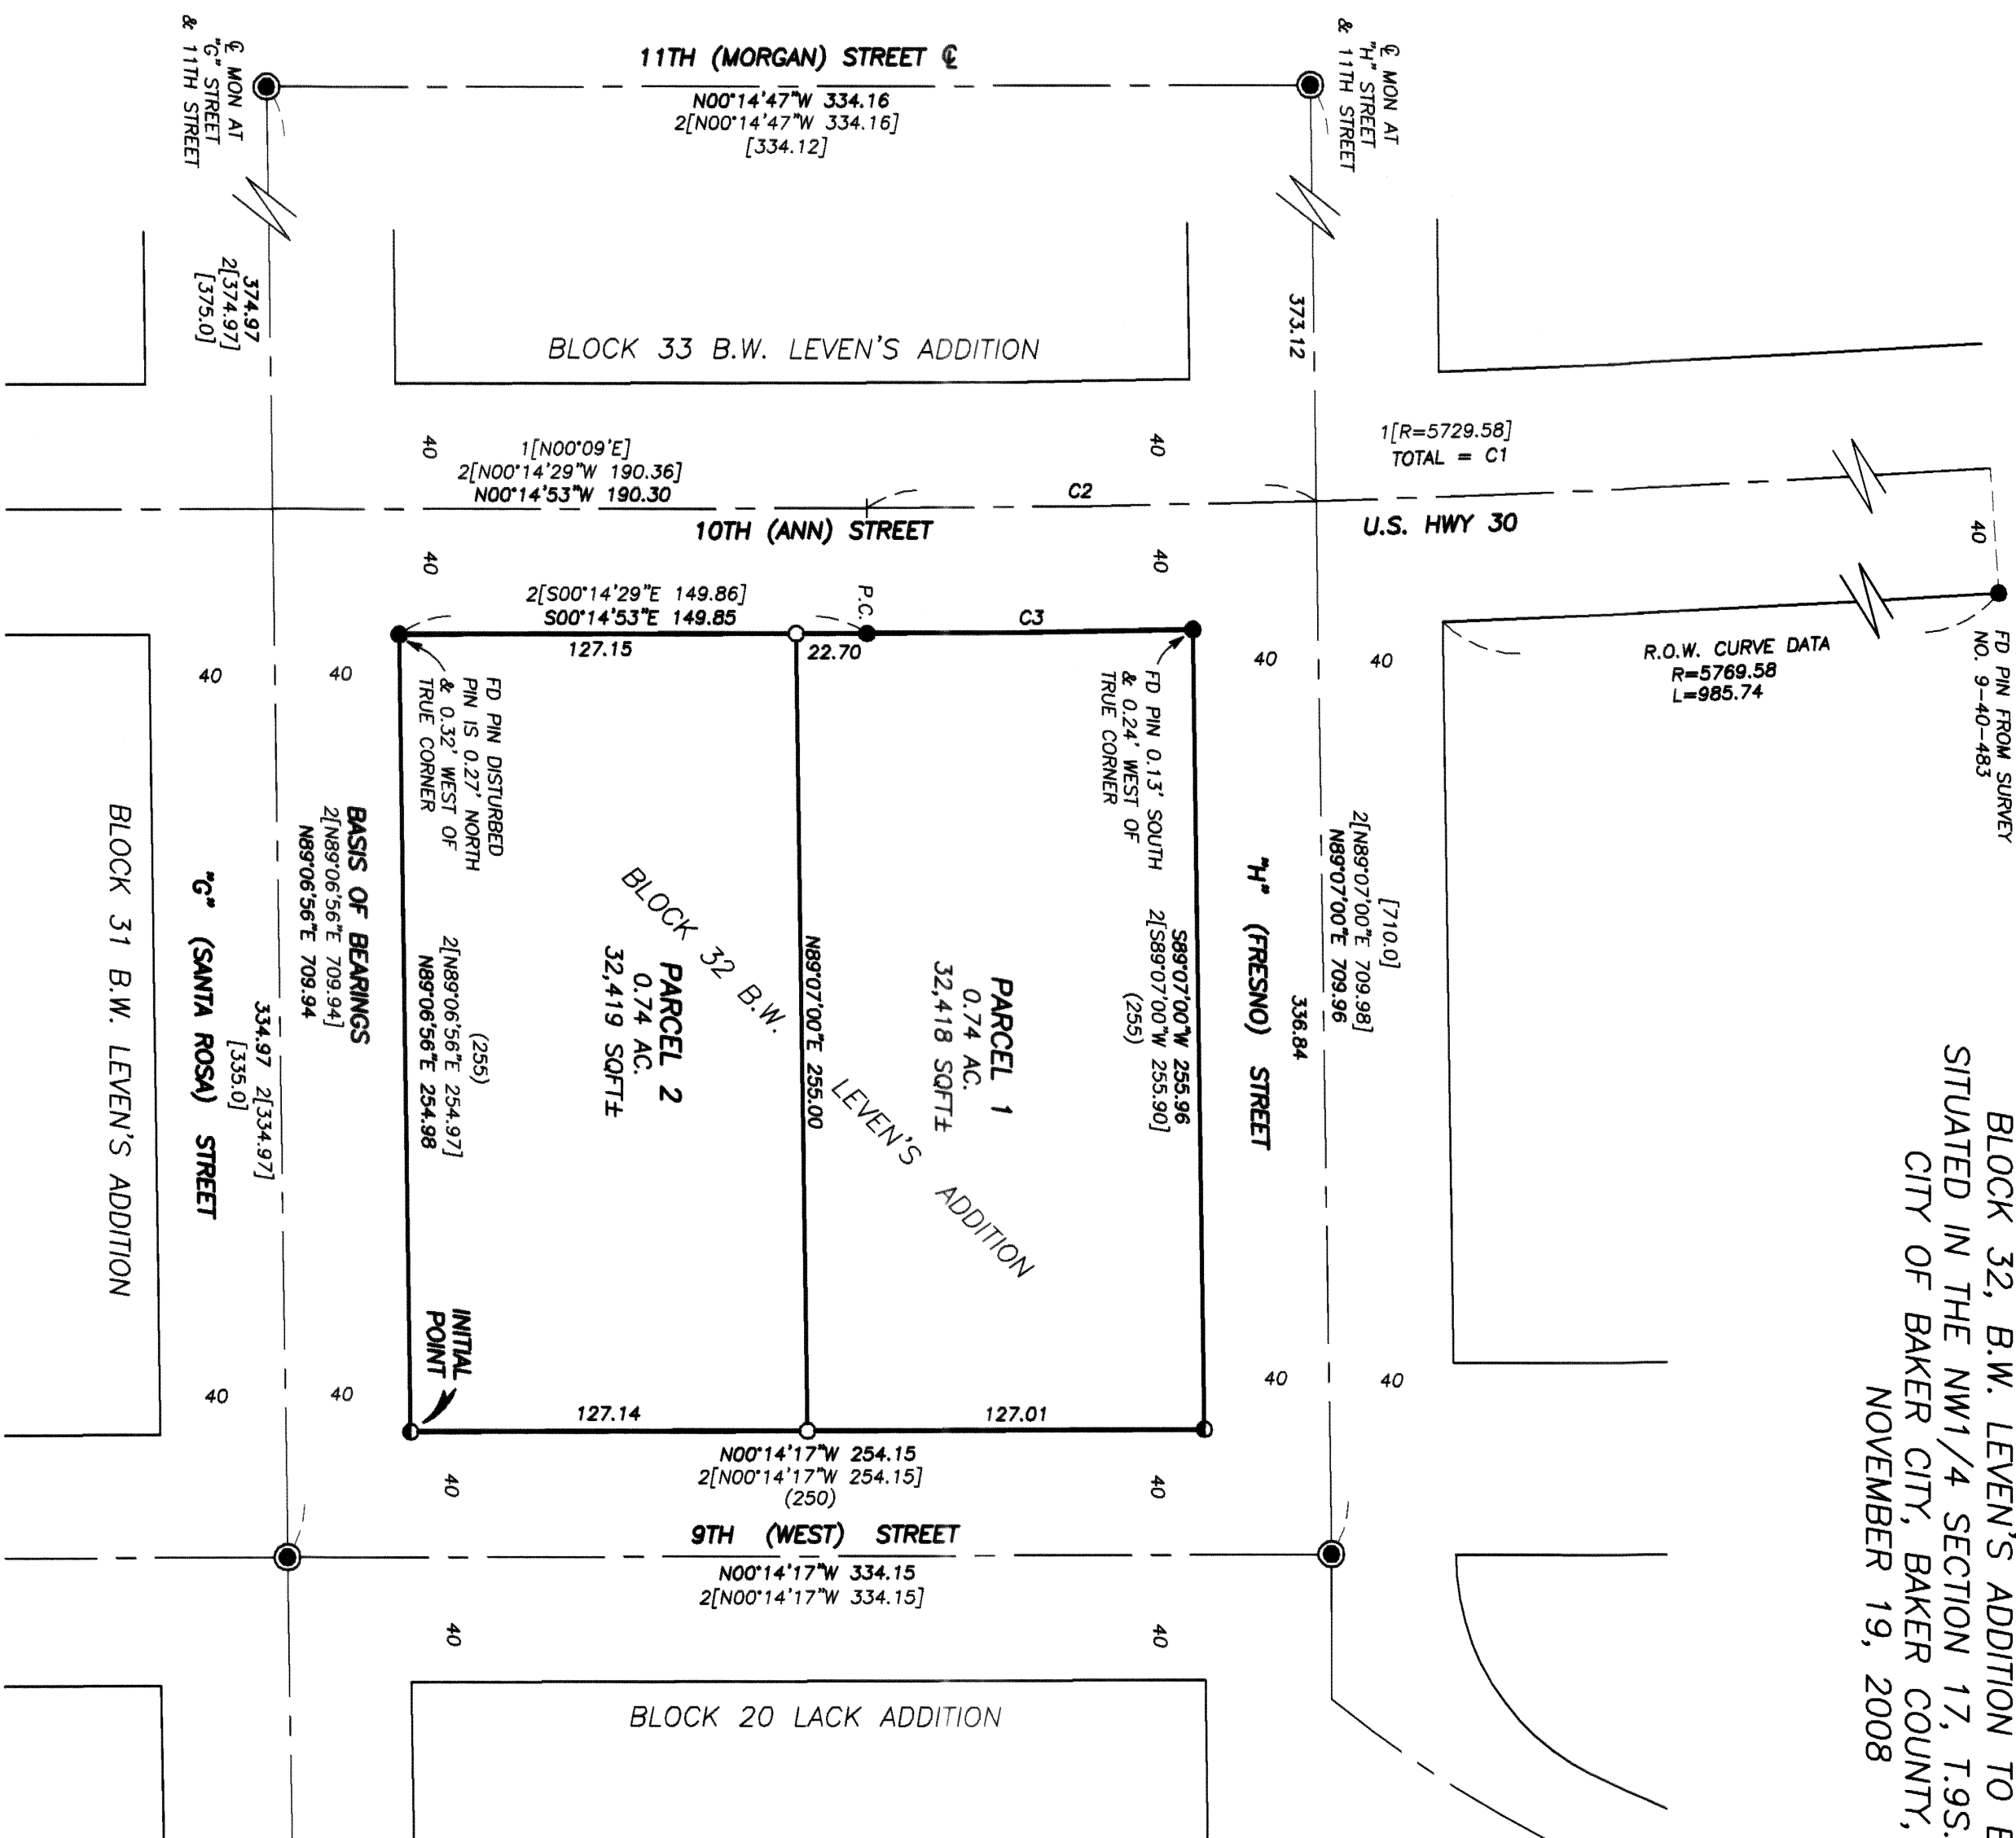 BLOCK 32, B.W. LEVEN'S ADDITION TO
SITUATED IN THE NW1/4 SECTION 17, T.9S.
CITY OF BAKER CITY, BAKER COUNTY,
NOVEMBER 19, 2008
℄ MON AT
"G" STREET
& 11TH STREET
11TH (MORGAN) STREET ℄
N00°14'47"W 334.16
2[N00°14'47"W 334.16]
[334.12]
℄ MON AT
"H" STREET
& 11TH STREET
374.97
2[374.97]
[375.0]
BLOCK 33 B.W. LEVEN'S ADDITION
373.12
40
1[N00°09'E]
2[N00°14'29"W 190.36]
N00°14'53"W 190.30
40
C2
1[R=5729.58]
TOTAL = C1
10TH (ANN) STREET
U.S. HWY 30
40
40
40
2[S00°14'29"E 149.86]
S00°14'53"E 149.85
P.C.
C3
127.15
22.70
FD PIN FROM SURVEY
NO. 9-40-483
R.O.W. CURVE DATA
R=5769.58
L=985.74
40
40
40
40
FD PIN DISTURBED
PIN IS 0.27' NORTH
& 0.32' WEST OF
TRUE CORNER
FD PIN 0.13' SOUTH
& 0.24' WEST OF
TRUE CORNER
[710.0]
2[N89°07'00"E 709.98]
N89°07'00"E 709.96
336.84
"H" (FRESNO) STREET
S89°07'00"W 255.96
2[S89°07'00"W 255.90]
(255)
PARCEL 1
0.74 AC.
32,418 SQFT±
N89°07'00"E 255.00
BLOCK 32 B.W. LEVEN'S ADDITION
PARCEL 2
0.74 AC.
32,419 SQFT±
(255)
2[N89°06'56"E 254.97]
N89°06'56"E 254.98
BASIS OF BEARINGS
2[N89°06'56"E 709.94]
N89°06'56"E 709.94
334.97 2[334.97]
[335.0]
"G" (SANTA ROSA) STREET
BLOCK 31 B.W. LEVEN'S ADDITION
INITIAL
POINT
40
40
40
40
127.14
127.01
N00°14'17"W 254.15
2[N00°14'17"W 254.15]
(250)
40
40
9TH (WEST) STREET
N00°14'17"W 334.15
2[N00°14'17"W 334.15]
40
40
BLOCK 20 LACK ADDITION